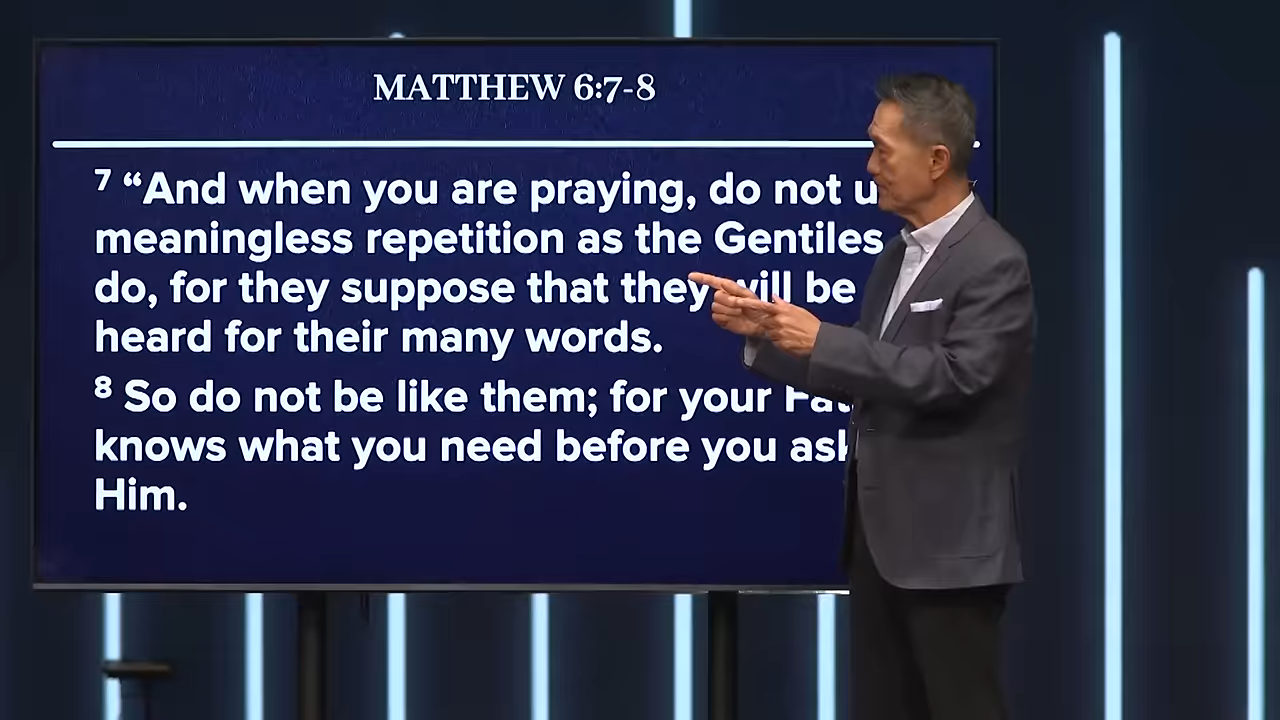 MATTHEW 6:7-8
7 “And when you are praying, do not
meaningless repetition as the Gentiles
do, for they suppose that they will be
heard for their many words.
8 So do not be like them; for your
knows what you need before you ask
Him.